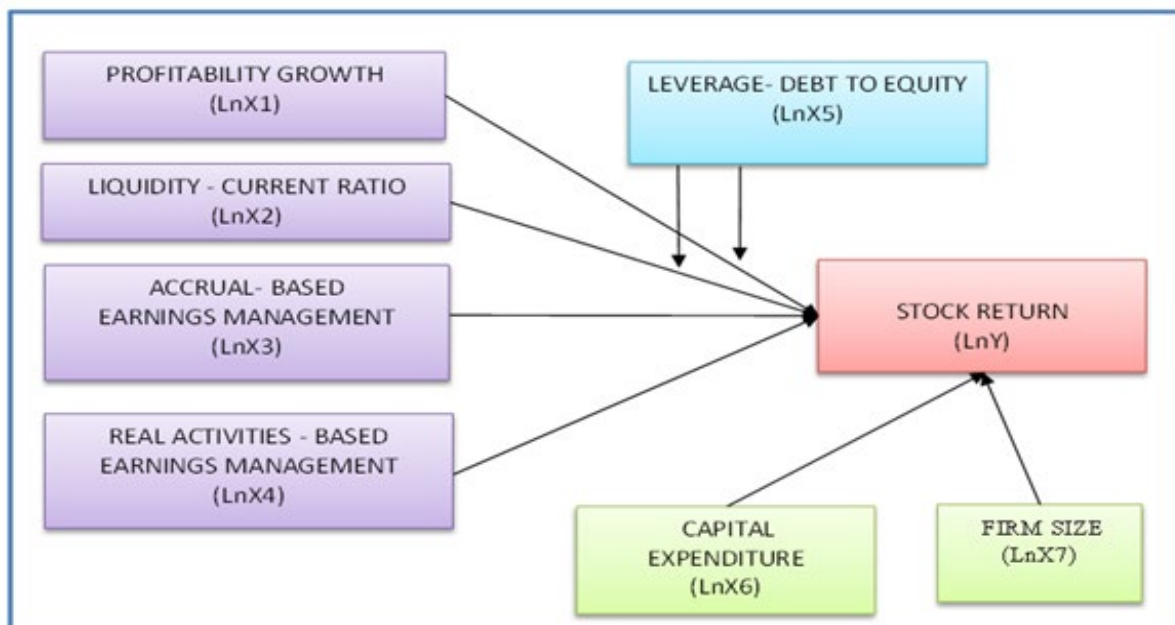 PROFITABILITY GROWTH
(LnX1)
LIQUIDITY - CURRENT RATIO
(LnX2)
ACCRUAL- BASED
EARNINGS MANAGEMENT
(LnX3)
REAL ACTIVITIES - BASED
EARNINGS MANAGEMENT
(LnX4)
LEVERAGE- DEBT TO EQUITY
(LnX5)
STOCK RETURN
(LnY)
CAPITAL
EXPENDITURE
(LnX6)
FIRM SIZE
(LnX7)